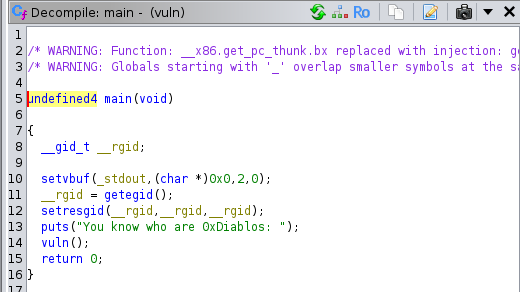 Decompile: main - (vuln)
Ro
1
2 /* WARNING: Function: __x86.get_pc_thunk.bx replaced with injection: ge
3 /* WARNING: Globals starting with '_' overlap smaller symbols at the sa
4
5 undefined4 main(void)
6
7 {
8 __gid_t __rgid;
9
10 setvbuf(_stdout,(char *)0x0,2,0);
11 __rgid = getegid();
12 setresgid(__rgid,__rgid,__rgid);
13 puts("You know who are 0xDiablos: ");
14 vuln();
15 return 0;
16 }
17